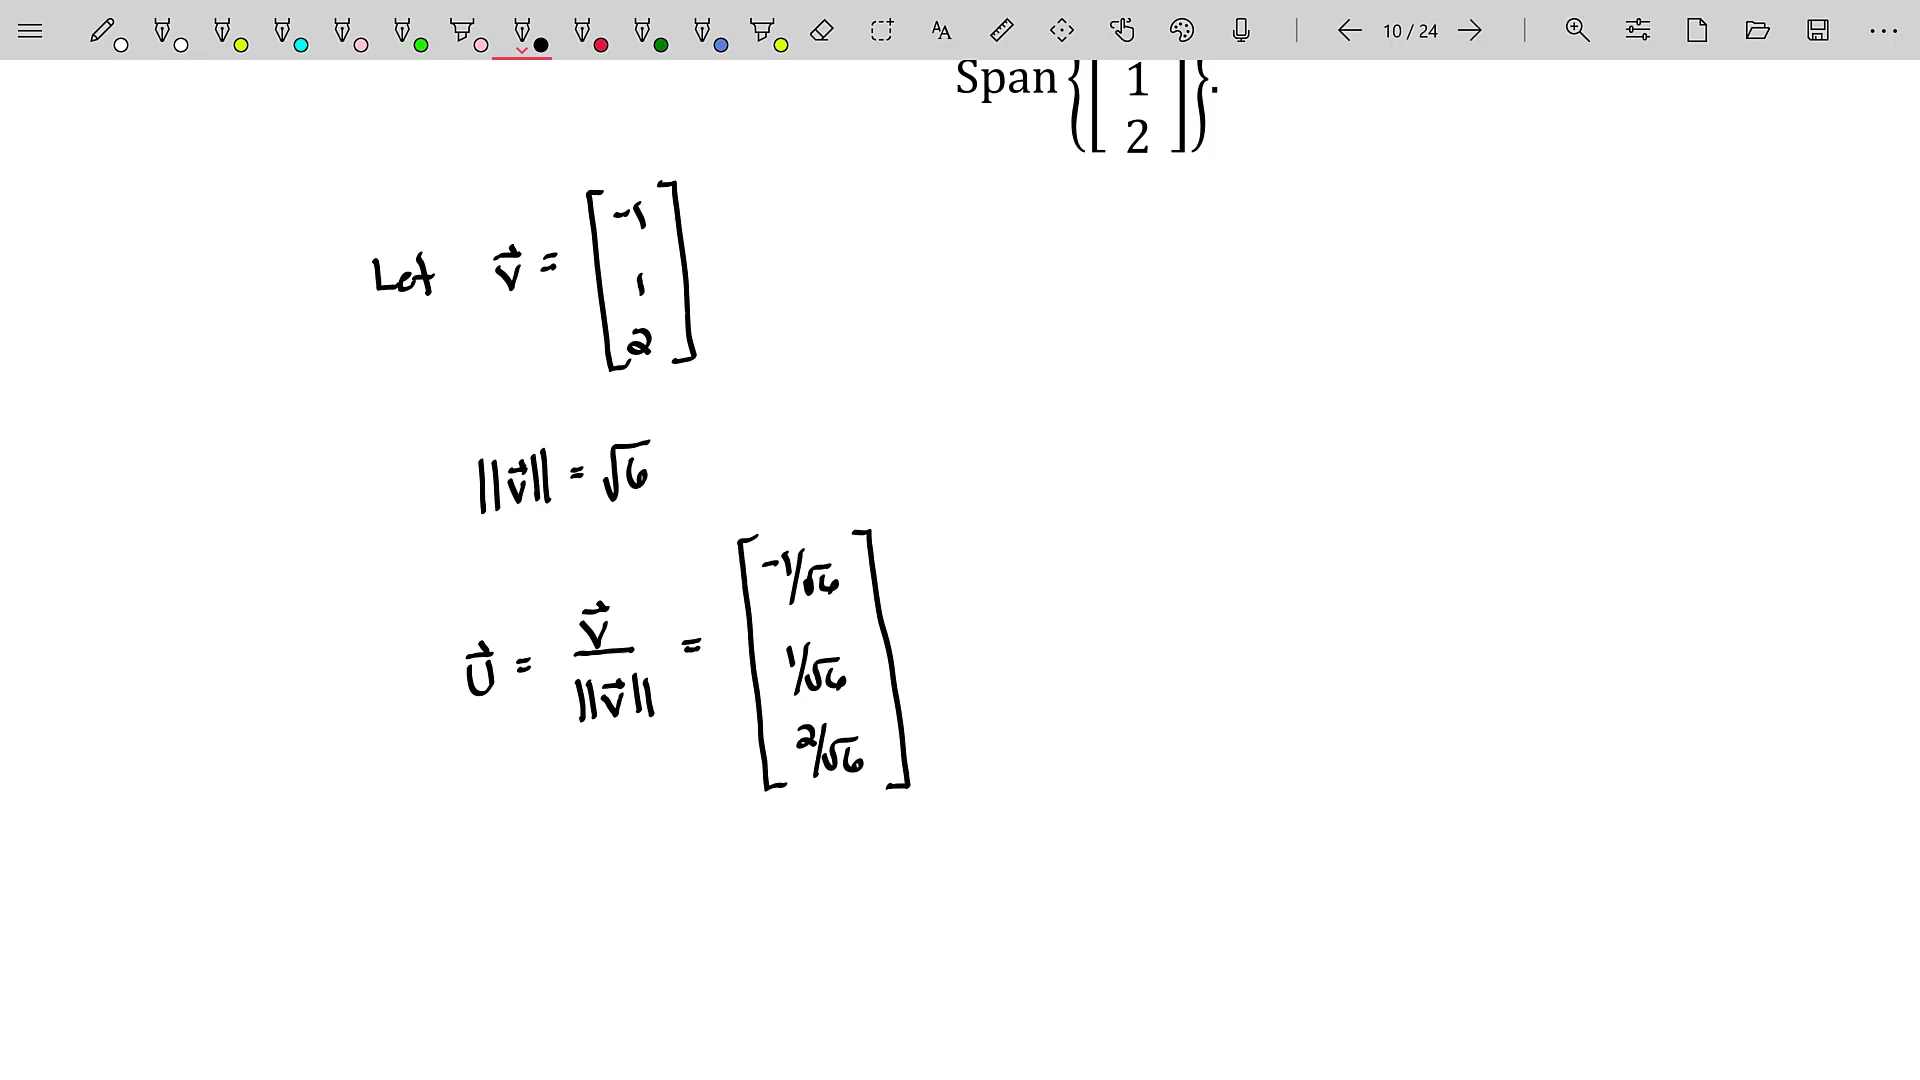 10 / 24
Span {[ 1
2 ]}.
Let v⃗ = [ -1
1
2 ]
||v⃗|| = √6
u⃗ = v⃗ / ||v⃗|| = [ -1/√6
1/√6
2/√6 ]